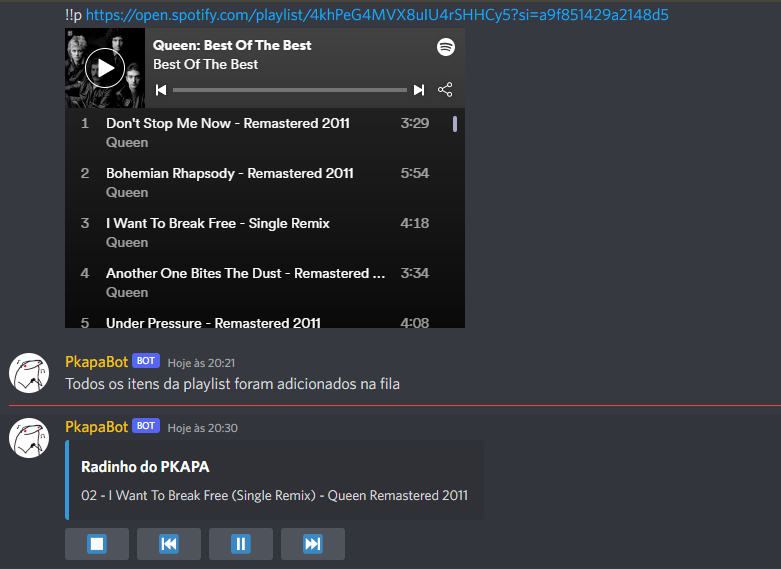 !!p https://open.spotify.com/playlist/4khPeG4MVX8uIU4rSHHCy5?si=a9f851429a2148d5
Queen: Best Of The Best
Best Of The Best
1 Don't Stop Me Now - Remastered 2011 3:29
Queen
2 Bohemian Rhapsody - Remastered 2011 5:54
Queen
3 I Want To Break Free - Single Remix 4:18
Queen
4 Another One Bites The Dust - Remastered ... 3:34
Queen
5 Under Pressure - Remastered 2011 4:08
PkapaBot BOT Hoje às 20:21
Todos os itens da playlist foram adicionados na fila
PkapaBot BOT Hoje às 20:30
Radinho do PKAPA
02 - I Want To Break Free (Single Remix) - Queen Remastered 2011